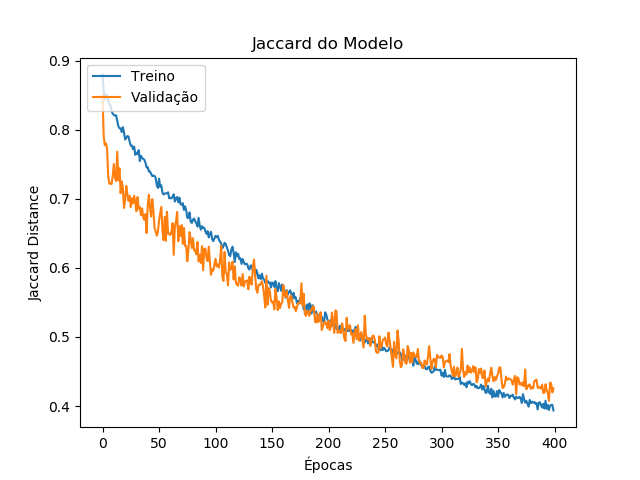 Jaccard do Modelo
Jaccard Distance
0.9
0.8
0.7
0.6
0.5
0.4
Treino
Validação
0 50 100 150 200 250 300 350 400
Épocas